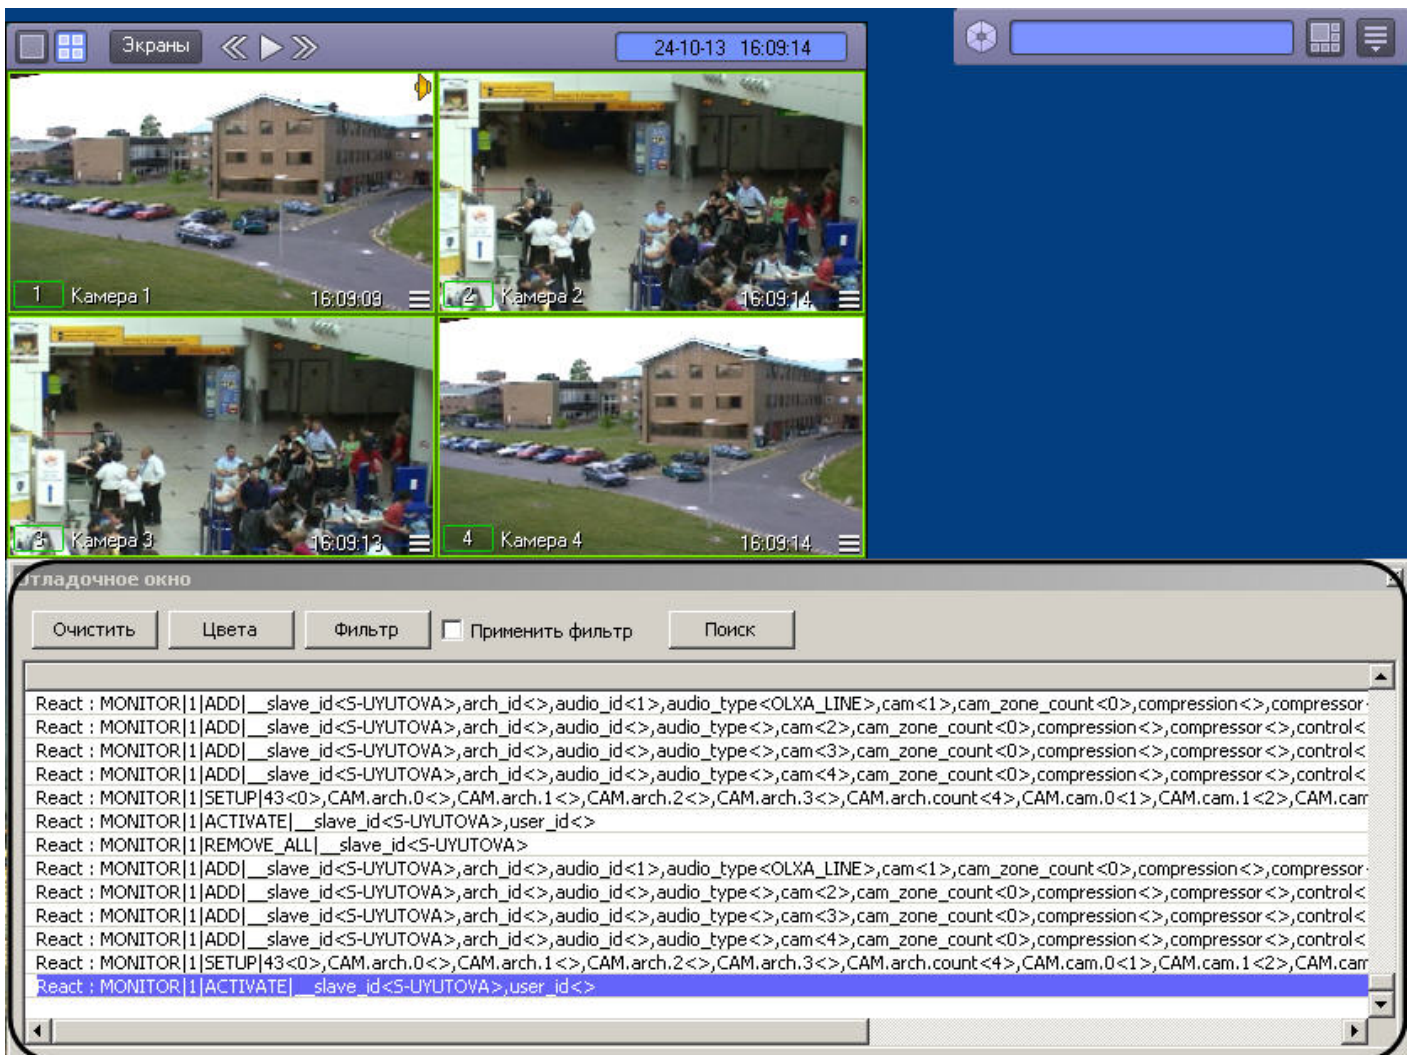 Экраны
24-10-13 16:09:14
1 Камера 1 16:09:09
2 Камера 2 16:09:14
3 Камера 3 16:09:13
4 Камера 4 16:09:14
Отладочное окно
Очистить Цвета Фильтр Применить фильтр Поиск
React : MONITOR|1|ADD|__slave_id<S-UYUTOVA>,arch_id<>,audio_id<1>,audio_type<OLXA_LINE>,cam<1>,cam_zone_count<0>,compression<>,compressor
React : MONITOR|1|ADD|__slave_id<S-UYUTOVA>,arch_id<>,audio_id<>,audio_type<>,cam<2>,cam_zone_count<0>,compression<>,compressor<>,control<
React : MONITOR|1|ADD|__slave_id<S-UYUTOVA>,arch_id<>,audio_id<>,audio_type<>,cam<3>,cam_zone_count<0>,compression<>,compressor<>,control<
React : MONITOR|1|ADD|__slave_id<S-UYUTOVA>,arch_id<>,audio_id<>,audio_type<>,cam<4>,cam_zone_count<0>,compression<>,compressor<>,control<
React : MONITOR|1|SETUP|43<0>,CAM.arch.0<>,CAM.arch.1<>,CAM.arch.2<>,CAM.arch.3<>,CAM.arch.count<4>,CAM.cam.0<1>,CAM.cam.1<2>,CAM.cam
React : MONITOR|1|ACTIVATE|__slave_id<S-UYUTOVA>,user_id<>
React : MONITOR|1|REMOVE_ALL|__slave_id<S-UYUTOVA>
React : MONITOR|1|ADD|__slave_id<S-UYUTOVA>,arch_id<>,audio_id<1>,audio_type<OLXA_LINE>,cam<1>,cam_zone_count<0>,compression<>,compressor
React : MONITOR|1|ADD|__slave_id<S-UYUTOVA>,arch_id<>,audio_id<>,audio_type<>,cam<2>,cam_zone_count<0>,compression<>,compressor<>,control<
React : MONITOR|1|ADD|__slave_id<S-UYUTOVA>,arch_id<>,audio_id<>,audio_type<>,cam<3>,cam_zone_count<0>,compression<>,compressor<>,control<
React : MONITOR|1|ADD|__slave_id<S-UYUTOVA>,arch_id<>,audio_id<>,audio_type<>,cam<4>,cam_zone_count<0>,compression<>,compressor<>,control<
React : MONITOR|1|SETUP|43<0>,CAM.arch.0<>,CAM.arch.1<>,CAM.arch.2<>,CAM.arch.3<>,CAM.arch.count<4>,CAM.cam.0<1>,CAM.cam.1<2>,CAM.cam
React : MONITOR|1|ACTIVATE|__slave_id<S-UYUTOVA>,user_id<>